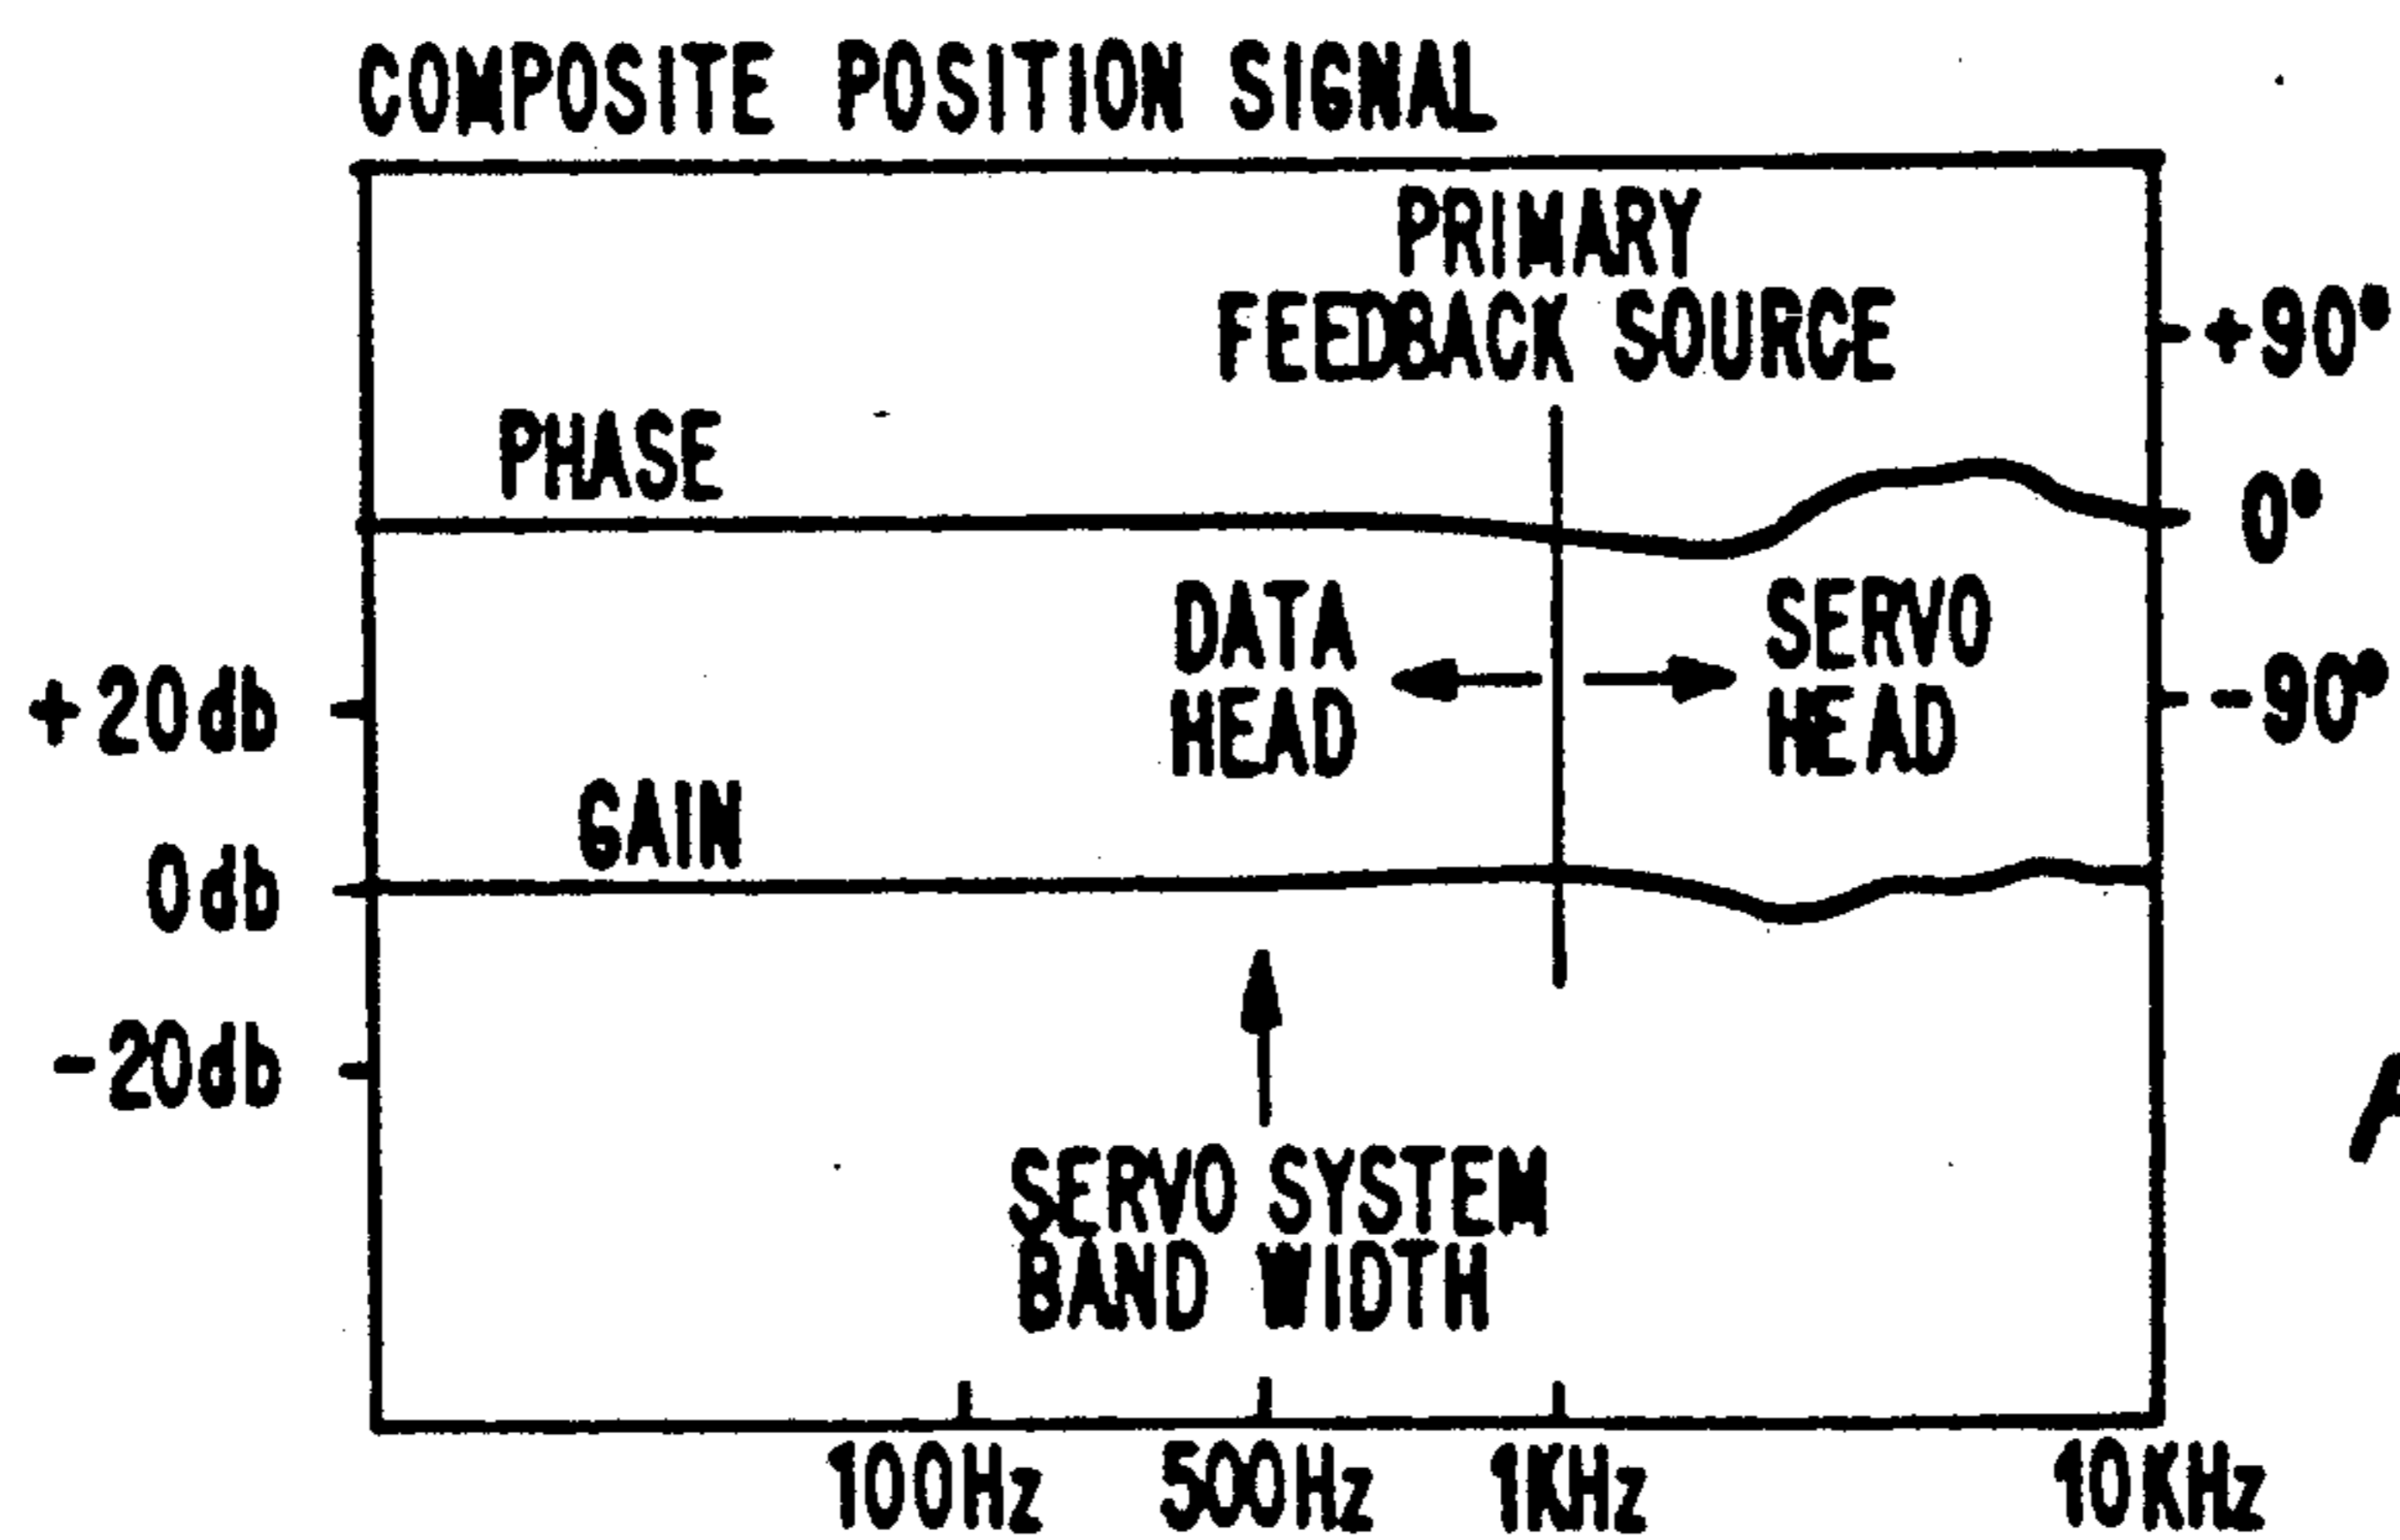 COMPOSITE POSITION SIGNAL
PRIMARY
FEEDBACK SOURCE
+90°
PHASE
0°
DATA
HEAD
SERVO
HEAD
+20db
-90°
GAIN
0db
-20db
SERVO SYSTEM
BAND WIDTH
100Hz 500Hz 1KHz 10KHz